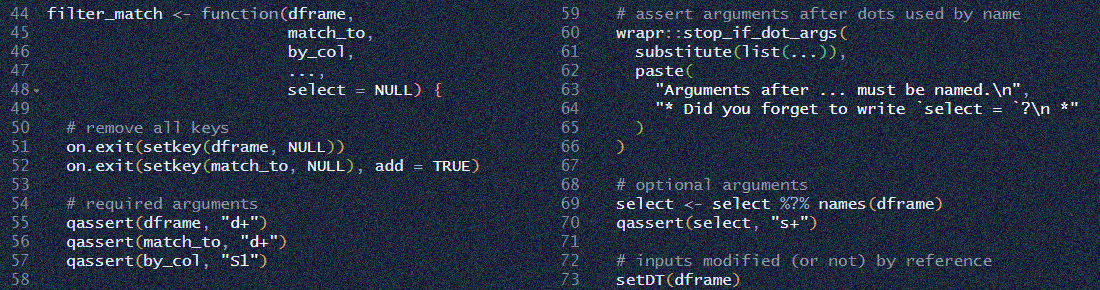 44 filter_match <- function(dframe,
45                          match_to,
46                          by_col,
47                          ...,
48                          select = NULL) {
49
50   # remove all keys
51   on.exit(setkey(dframe, NULL))
52   on.exit(setkey(match_to, NULL), add = TRUE)
53
54   # required arguments
55   qassert(dframe, "d+")
56   qassert(match_to, "d+")
57   qassert(by_col, "S1")
58
59   # assert arguments after dots used by name
60   wrapr::stop_if_dot_args(
61     substitute(list(...)),
62     paste(
63       "Arguments after ... must be named.\n",
64       "* Did you forget to write `select = `?\n *"
65     )
66   )
67
68   # optional arguments
69   select <- select %?% names(dframe)
70   qassert(select, "s+")
71
72   # inputs modified (or not) by reference
73   setDT(dframe)